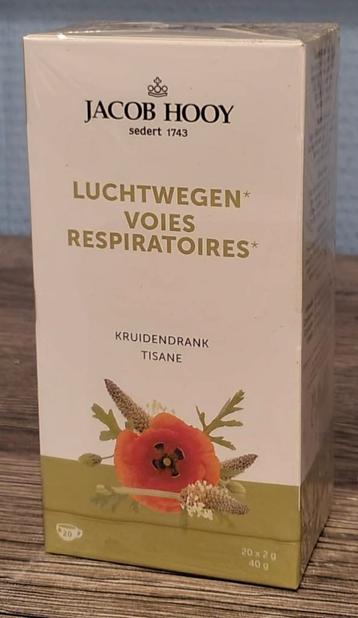 JACOB HOOY
sedert 1743
LUCHTWEGEN*
VOIES
RESPIRATOIRES*
KRUIDENDRANK
TISANE
20
20 x 2 g
40 g